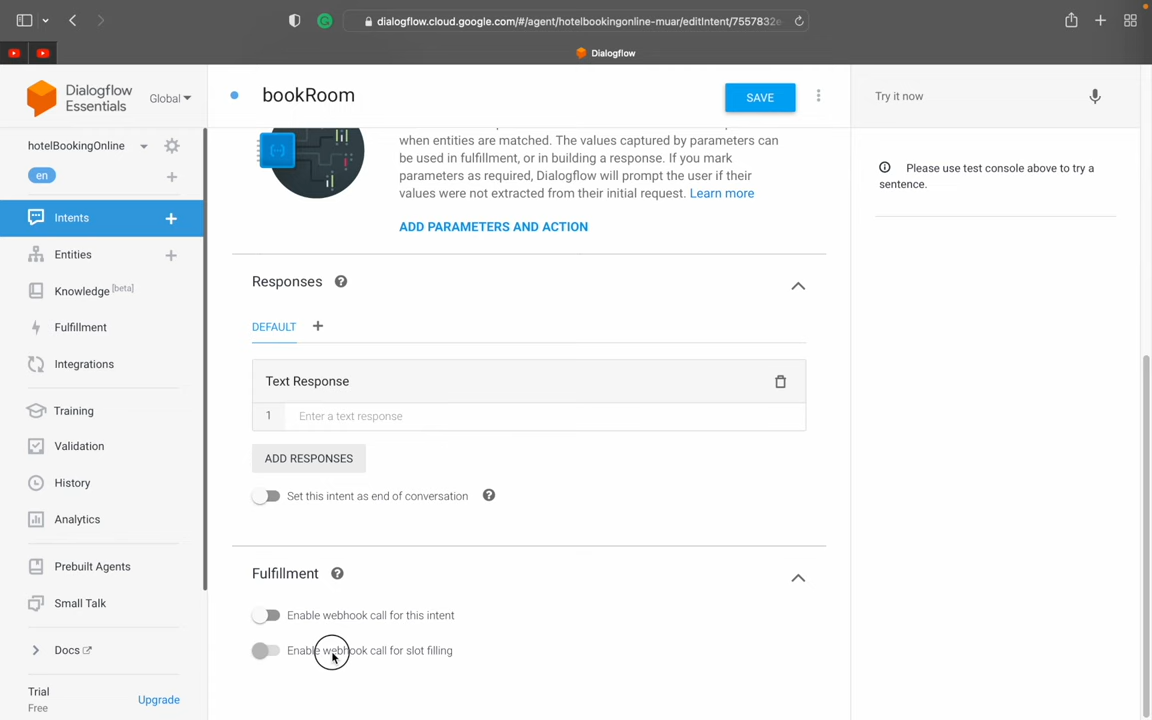 dialogflow.cloud.google.com/#/agent/hotelbookingonline-muar/editIntent/7557832e
Dialogflow
Dialogflow
Essentials
Global
hotelBookingOnline
en
Intents
Entities
Knowledge [beta]
Fulfillment
Integrations
Training
Validation
History
Analytics
Prebuilt Agents
Small Talk
Docs
Trial
Free
Upgrade
bookRoom
SAVE
when entities are matched. The values captured by parameters can
be used in fulfillment, or in building a response. If you mark
parameters as required, Dialogflow will prompt the user if their
values were not extracted from their initial request. Learn more
ADD PARAMETERS AND ACTION
Responses
DEFAULT
Text Response
1 Enter a text response
ADD RESPONSES
Set this intent as end of conversation
Fulfillment
Enable webhook call for this intent
Enable webhook call for slot filling
Try it now
Please use test console above to try a
sentence.